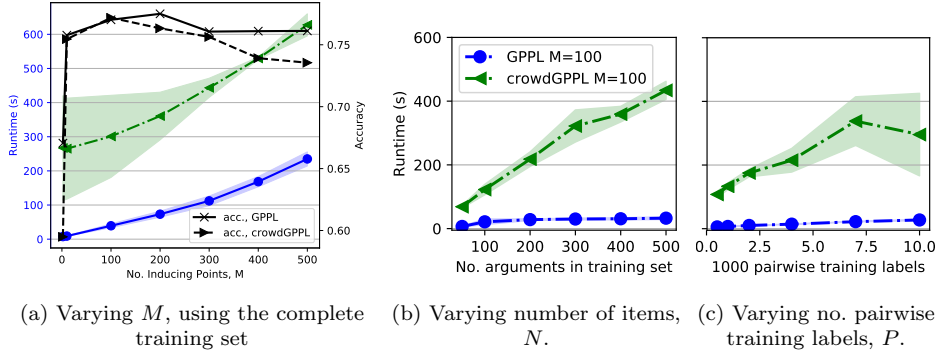 600
500
400
300
200
100
0
Runtime (s)
0.75
0.70
0.65
0.60
Accuracy
acc., GPPL
acc., crowdGPPL
0 100 200 300 400 500
No. Inducing Points, M
(a) Varying M, using the complete
training set
600
400
200
0
Runtime (s)
GPPL M=100
crowdGPPL M=100
100 200 300 400 500
No. arguments in training set
(b) Varying number of items,
N.
0.0 2.5 5.0 7.5 10.0
1000 pairwise training labels
(c) Varying no. pairwise
training labels, P.